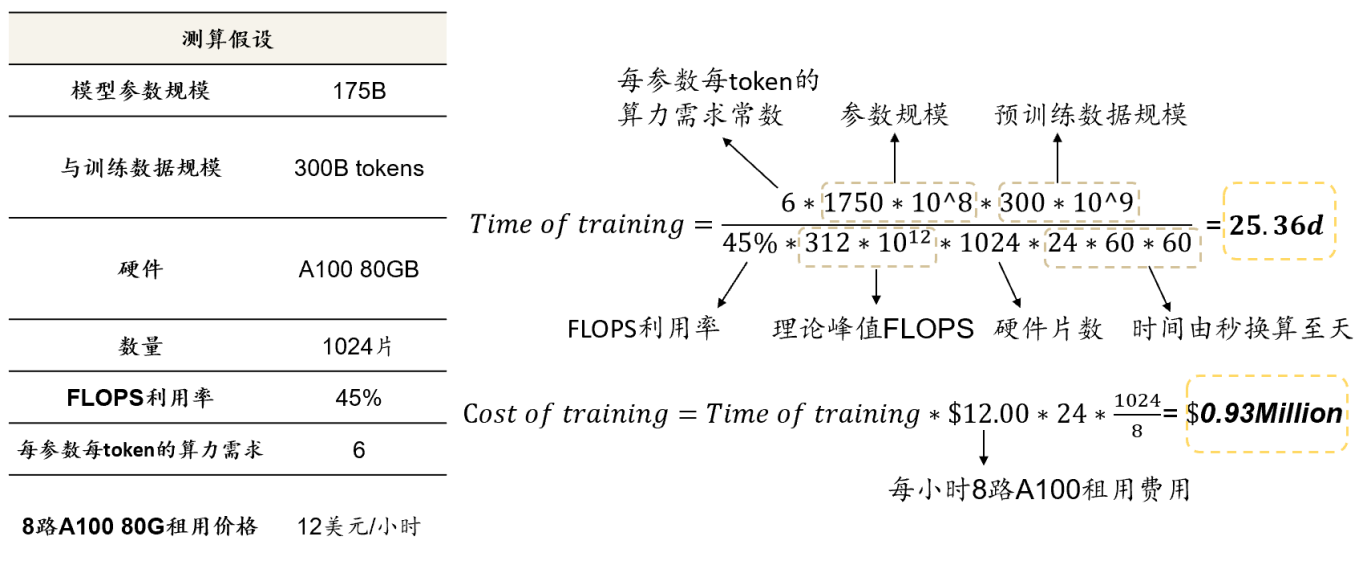 测算假设
模型参数规模 175B
与训练数据规模 300B tokens
硬件 A100 80GB
数量 1024片
FLOPS利用率 45%
每参数每token的算力需求 6
8路A100 80G租用价格 12美元/小时
每参数每token的
算力需求常数
参数规模
预训练数据规模
Time of training = 6 * 1750 * 10^8 * 300 * 10^9 / 45% * 312 * 10¹² * 1024 * 24 * 60 * 60 = 25.36d
FLOPS利用率
理论峰值FLOPS
硬件片数
时间由秒换算至天
Cost of training = Time of training * $12.00 * 24 * 1024/8 = $0.93Million
每小时8路A100租用费用